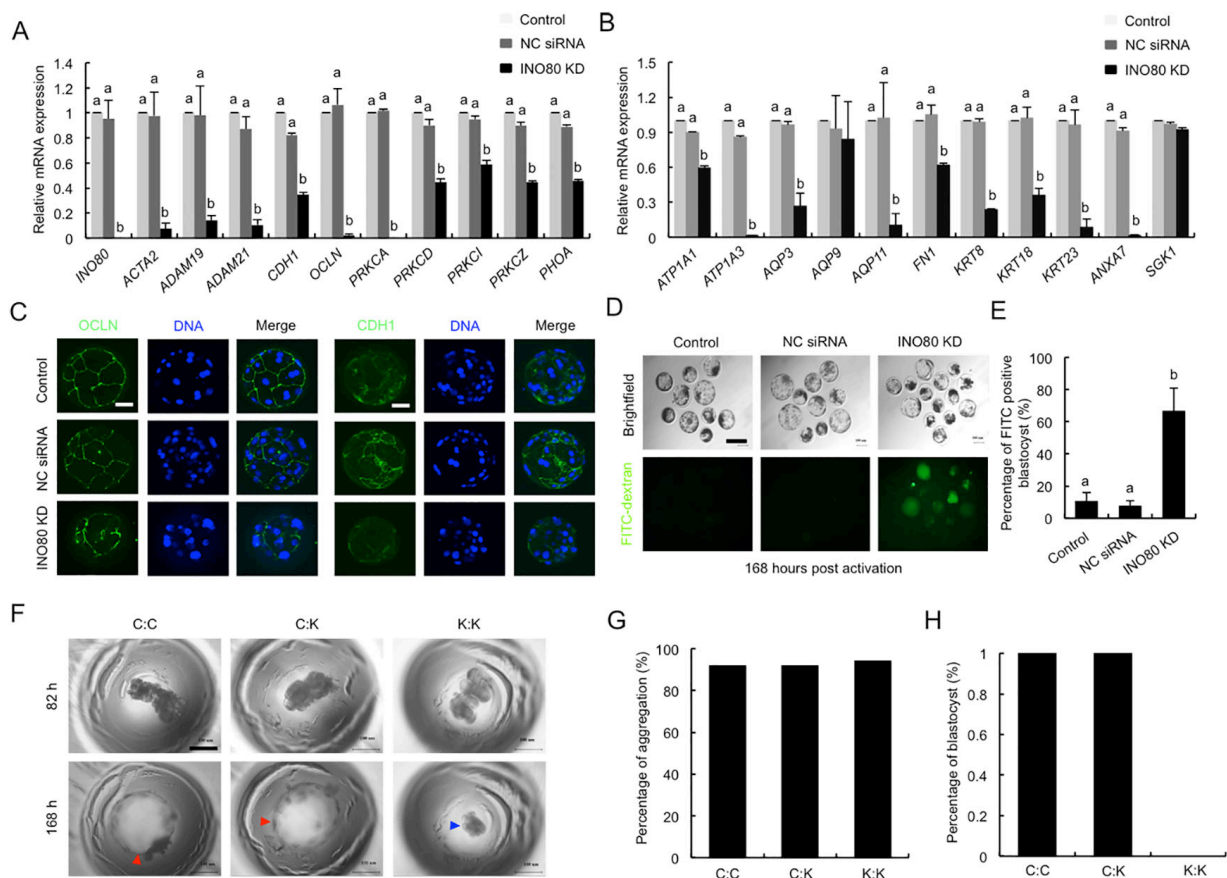 A
Control
NC siRNA
INO80 KD
Relative mRNA expression
1.4
1.2
1
0.8
0.6
0.4
0.2
0
a a b
a a b
a a b
a a b
a a b
a a b
a a b
a a b
a a b
a a b
a a b
INO80
ACTA2
ADAM19
ADAM21
CDH1
OCLN
PRKCA
PRKCD
PRKCI
PRKCZ
PHOA
B
Control
NC siRNA
INO80 KD
Relative mRNA expression
1.5
1.2
0.9
0.6
0.3
0
a a b
a a b
a a b
a a b
a a b
a a b
a a b
a a b
a a b
ATP1A1
ATP1A3
AQP3
AQP9
AQP11
FN1
KRT8
KRT18
KRT23
ANXA7
SGK1
C
OCLN DNA Merge CDH1 DNA Merge
Control
NC siRNA
INO80 KD
D
Control NC siRNA INO80 KD
Brightfield
FITC-dextran
168 hours post activation
E
Percentage of FITC positive
blastocyst (%)
100
80
60
40
20
0
a a b
Control
NC siRNA
INO80 KD
F
C:C C:K K:K
82 h
168 h
G
Percentage of aggregation (%)
100
80
60
40
20
0
C:C C:K K:K
H
Percentage of blastocyst (%)
1
0.8
0.6
0.4
0.2
0
C:C C:K K:K